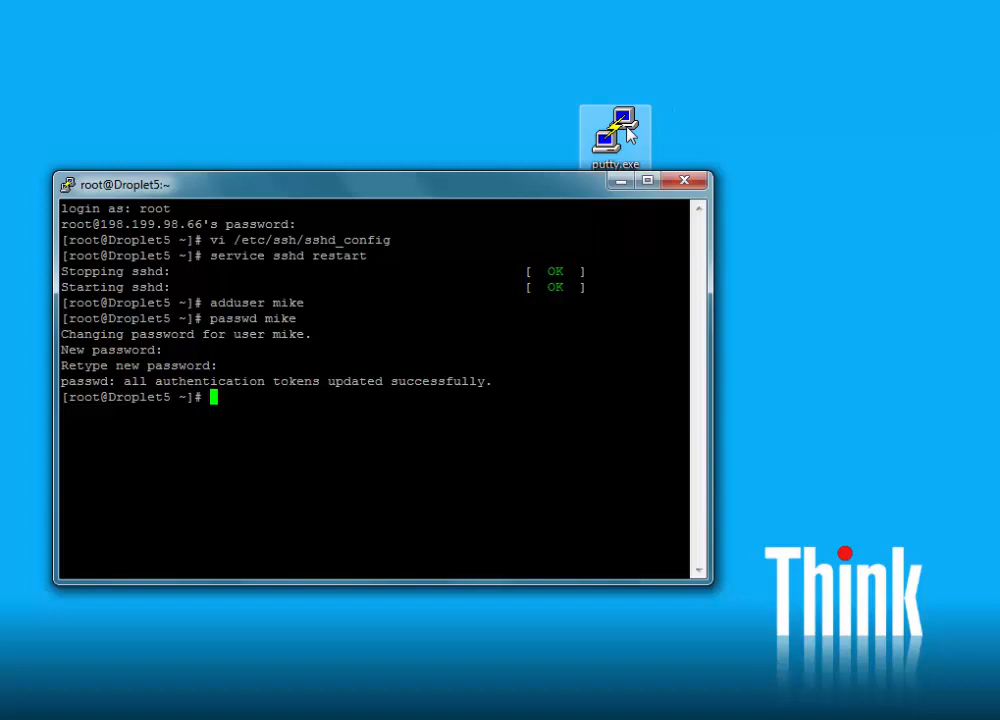 putty.exe
root@Droplet5:~
login as: root
root@198.199.98.66's password:
[root@Droplet5 ~]# vi /etc/ssh/sshd_config
[root@Droplet5 ~]# service sshd restart
Stopping sshd: [ OK ]
Starting sshd: [ OK ]
[root@Droplet5 ~]# adduser mike
[root@Droplet5 ~]# passwd mike
Changing password for user mike.
New password:
Retype new password:
passwd: all authentication tokens updated successfully.
[root@Droplet5 ~]#
Think